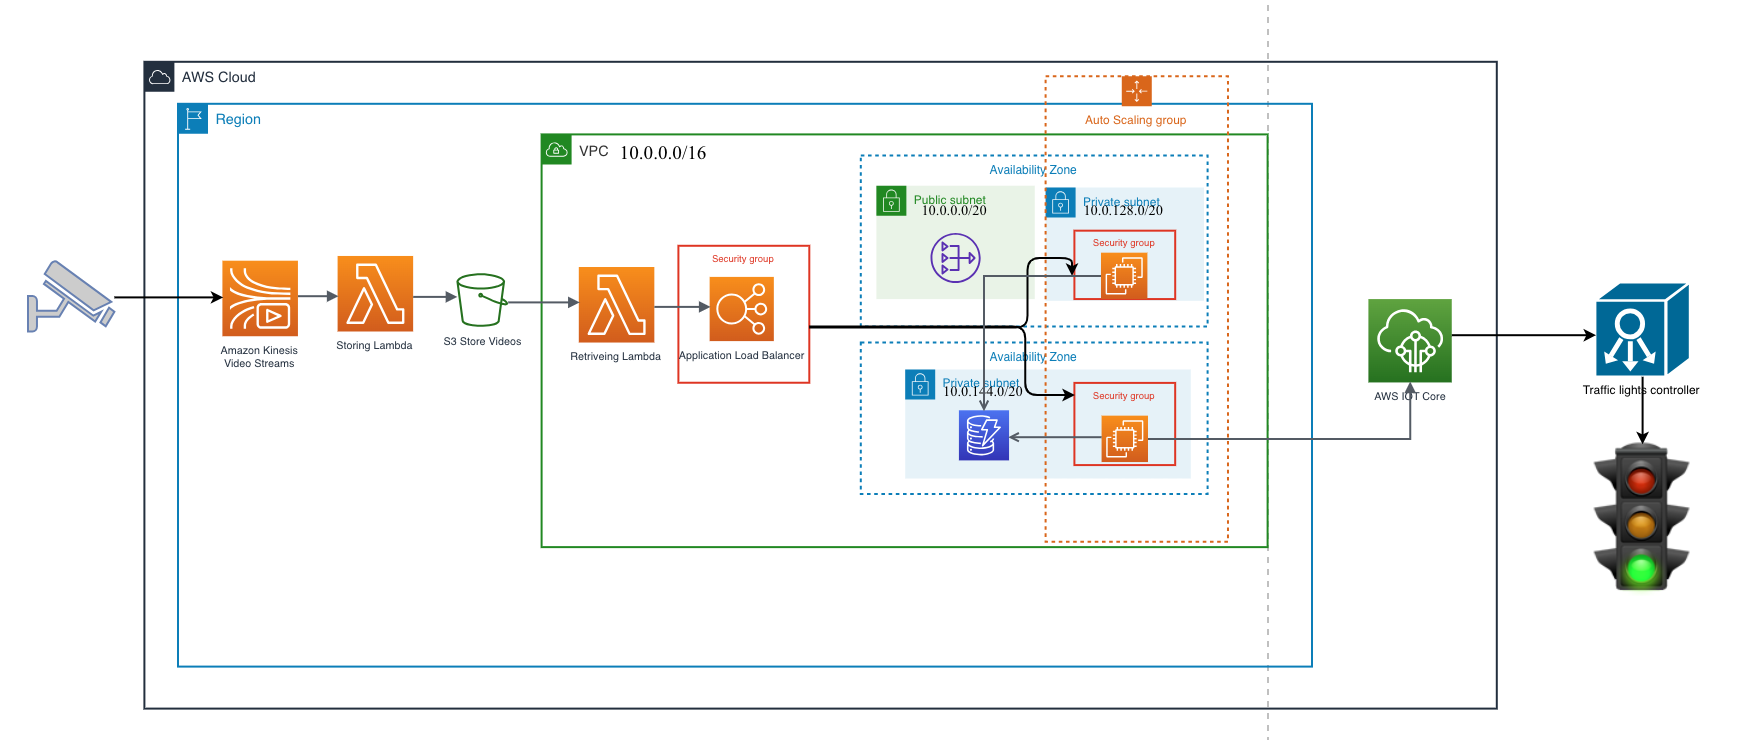 AWS Cloud
Region
Auto Scaling group
VPC 10.0.0.0/16
Availability Zone
Public subnet
10.0.0.0/20
Private subnet
10.0.128.0/20
Security group
Security group
Amazon Kinesis
Video Streams
Storing Lambda
S3 Store Videos
Retriveing Lambda
Application Load Balancer
Availability Zone
Private subnet
10.0.144.0/20
Security group
AWS IOT Core
Traffic lights controller